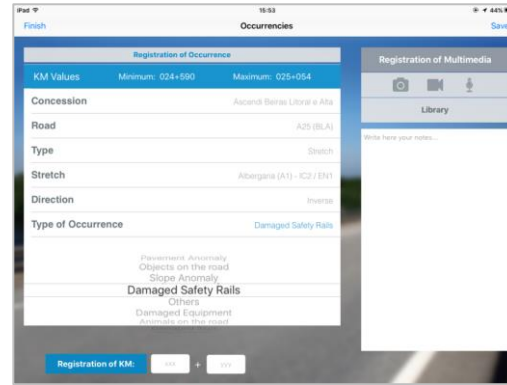 iPad 15:53 44%
Finish Occurrencies Save
Registration of Occurrence
KM Values Minimum: 024+590 Maximum: 025+054
Concession Ascendi Beiras Litoral e Alta
Road A25 (BLA)
Type Stretch
Stretch Albergaria (A1) - IC2 / EN1
Direction Inverse
Type of Occurrence Damaged Safety Rails
Pavement Anomaly
Objects on the road
Slope Anomaly
Damaged Safety Rails
Others
Damaged Equipment
Animals on the road
Registration of KM: xxx + yyy
Registration of Multimedia
Library
Write here your notes...